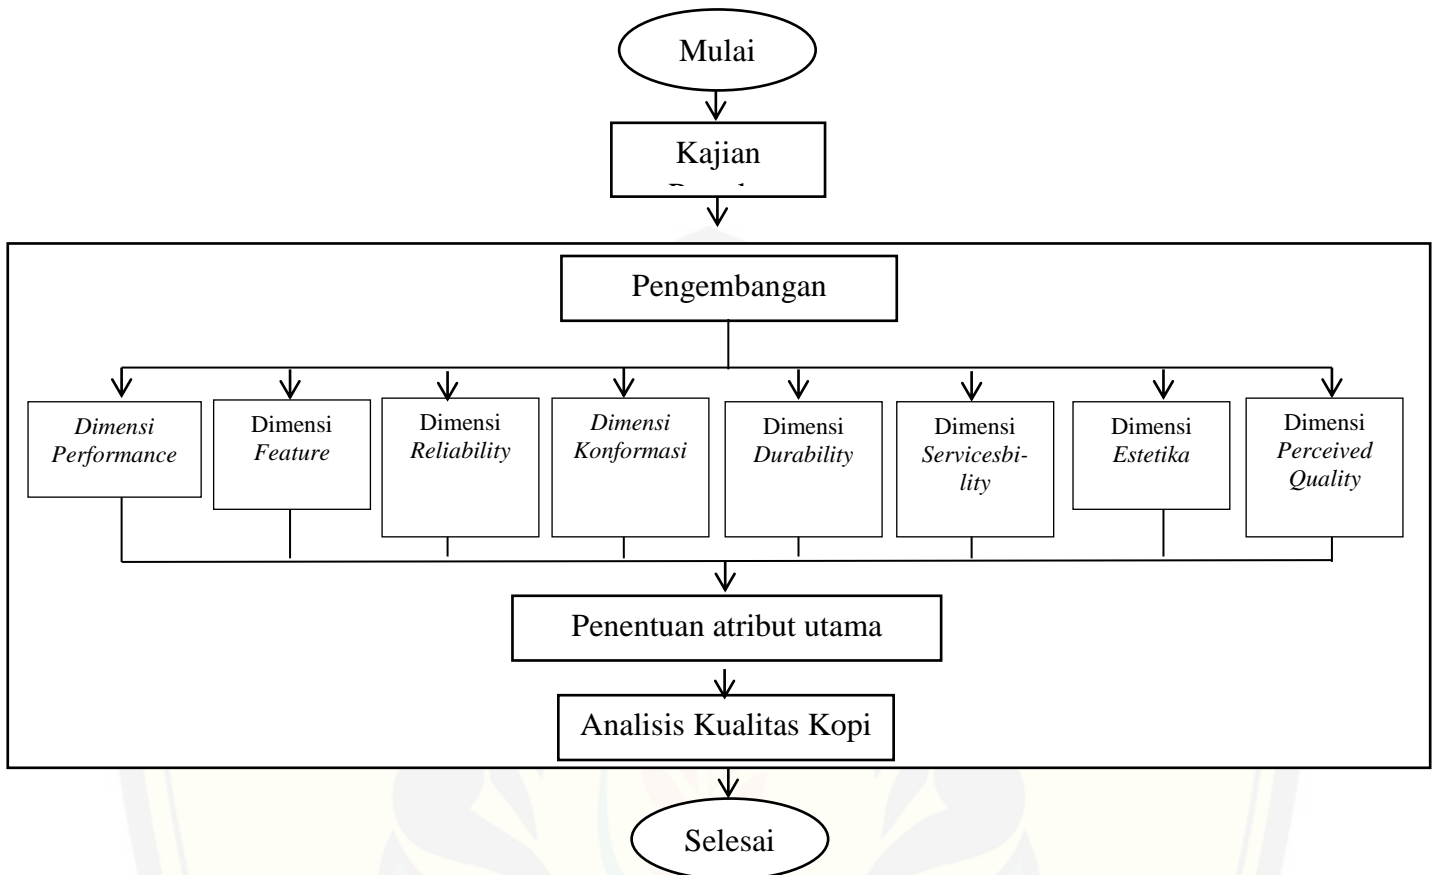 Mulai
Kajian
Pengembangan
Dimensi
Performance
Dimensi
Feature
Dimensi
Reliability
Dimensi
Konformasi
Dimensi
Durability
Dimensi
Servicesbi-
lity
Dimensi
Estetika
Dimensi
Perceived
Quality
Penentuan atribut utama
Analisis Kualitas Kopi
Selesai